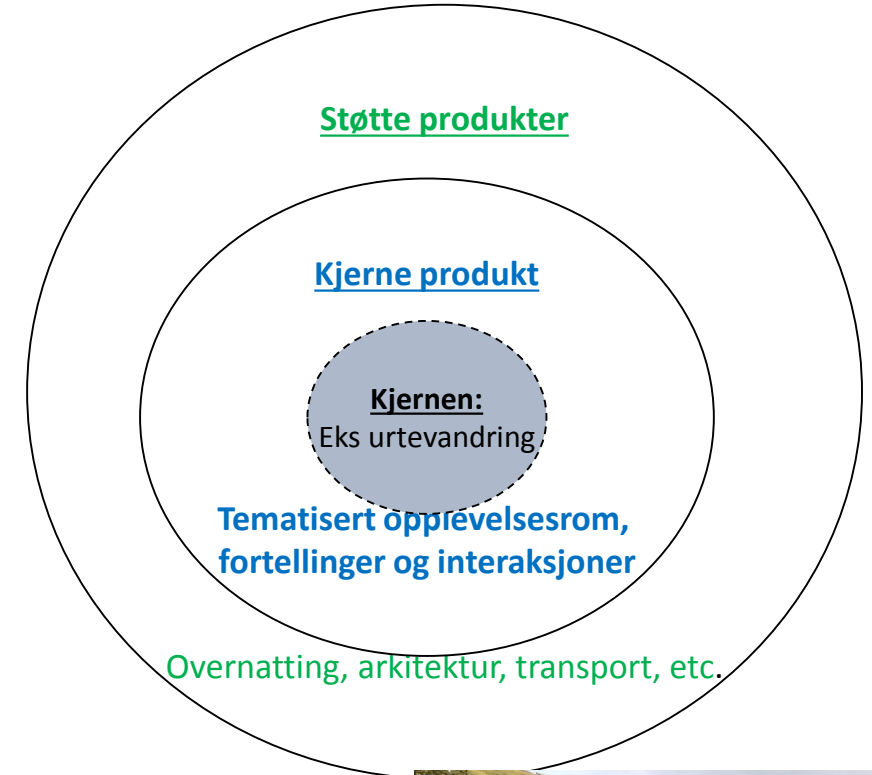 Støtte produkter
Kjerne produkt
Kjernen:
Eks urtevandring
Tematisert opplevelsesrom,
fortellinger og interaksjoner
Overnatting, arkitektur, transport, etc.